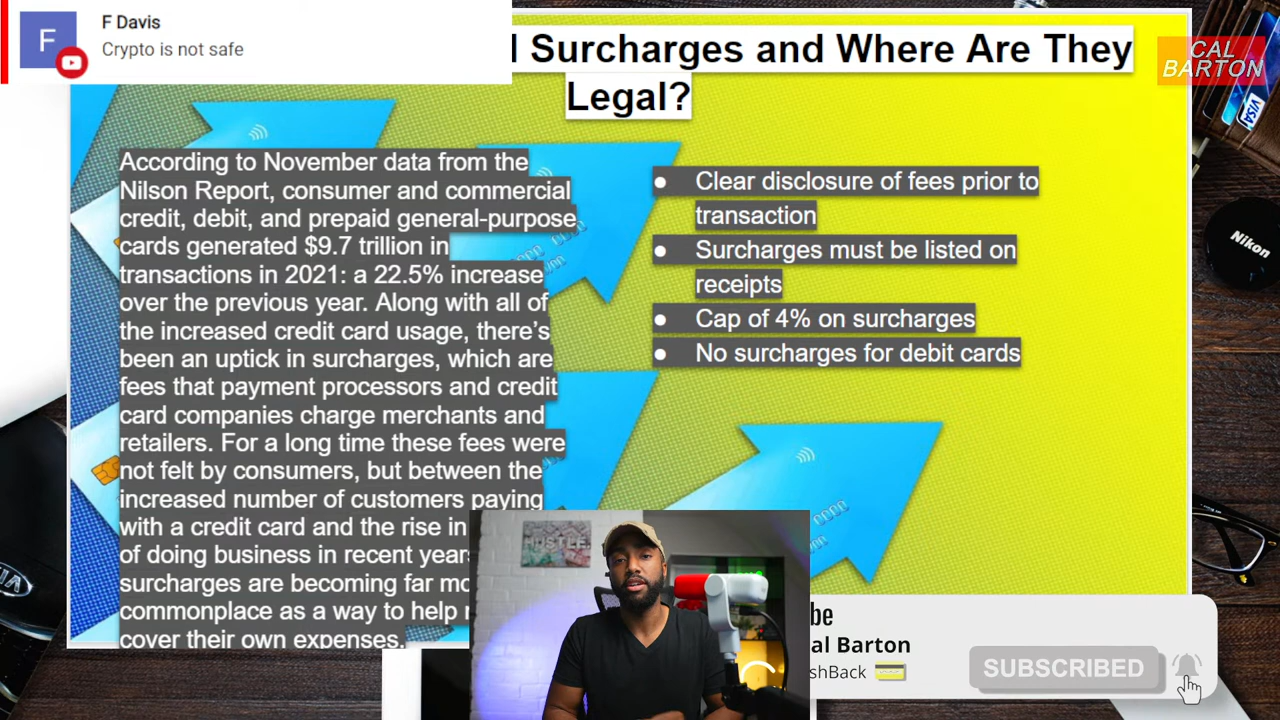 F
F Davis
Crypto is not safe
Surcharges and Where Are They
Legal?
CAL
BARTON
VISA
According to November data from the
Nilson Report, consumer and commercial
credit, debit, and prepaid general-purpose
cards generated $9.7 trillion in
transactions in 2021: a 22.5% increase
over the previous year. Along with all of
the increased credit card usage, there's
been an uptick in surcharges, which are
fees that payment processors and credit
card companies charge merchants and
retailers. For a long time these fees were
not felt by consumers, but between the
increased number of customers paying
with a credit card and the rise in
of doing business in recent years
surcharges are becoming far mo
commonplace as a way to help
cover their own expenses.
● Clear disclosure of fees prior to
transaction
● Surcharges must be listed on
receipts
● Cap of 4% on surcharges
● No surcharges for debit cards
Nikon
KIA
HUSTLE
be
al Barton
shBack
SUBSCRIBED